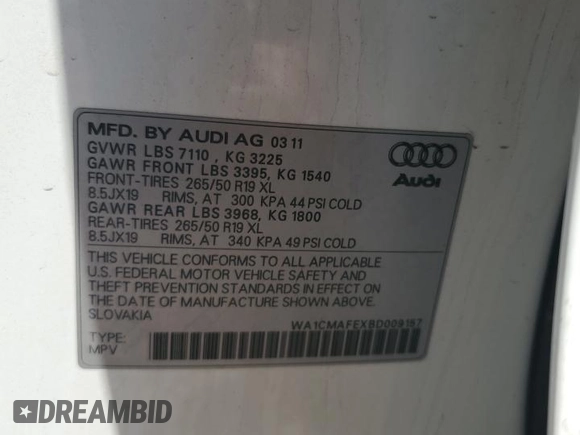 MFD. BY AUDI AG 03 11
GVWR LBS 7110 , KG 3225
GAWR FRONT LBS 3395, KG 1540
FRONT-TIRES 265/50 R19 XL
8.5JX19 RIMS, AT 300 KPA 44 PSI COLD
GAWR REAR LBS 3968, KG 1800
REAR-TIRES 265/50 R19 XL
8.5JX19 RIMS, AT 340 KPA 49 PSI COLD
Audi
THIS VEHICLE CONFORMS TO ALL APPLICABLE
U.S. FEDERAL MOTOR VEHICLE SAFETY AND
THEFT PREVENTION STANDARDS IN EFFECT ON
THE DATE OF MANUFACTURE SHOWN ABOVE.
SLOVAKIA
WA1CMAFEXBD009167
TYPE:
MPV
DREAMBID